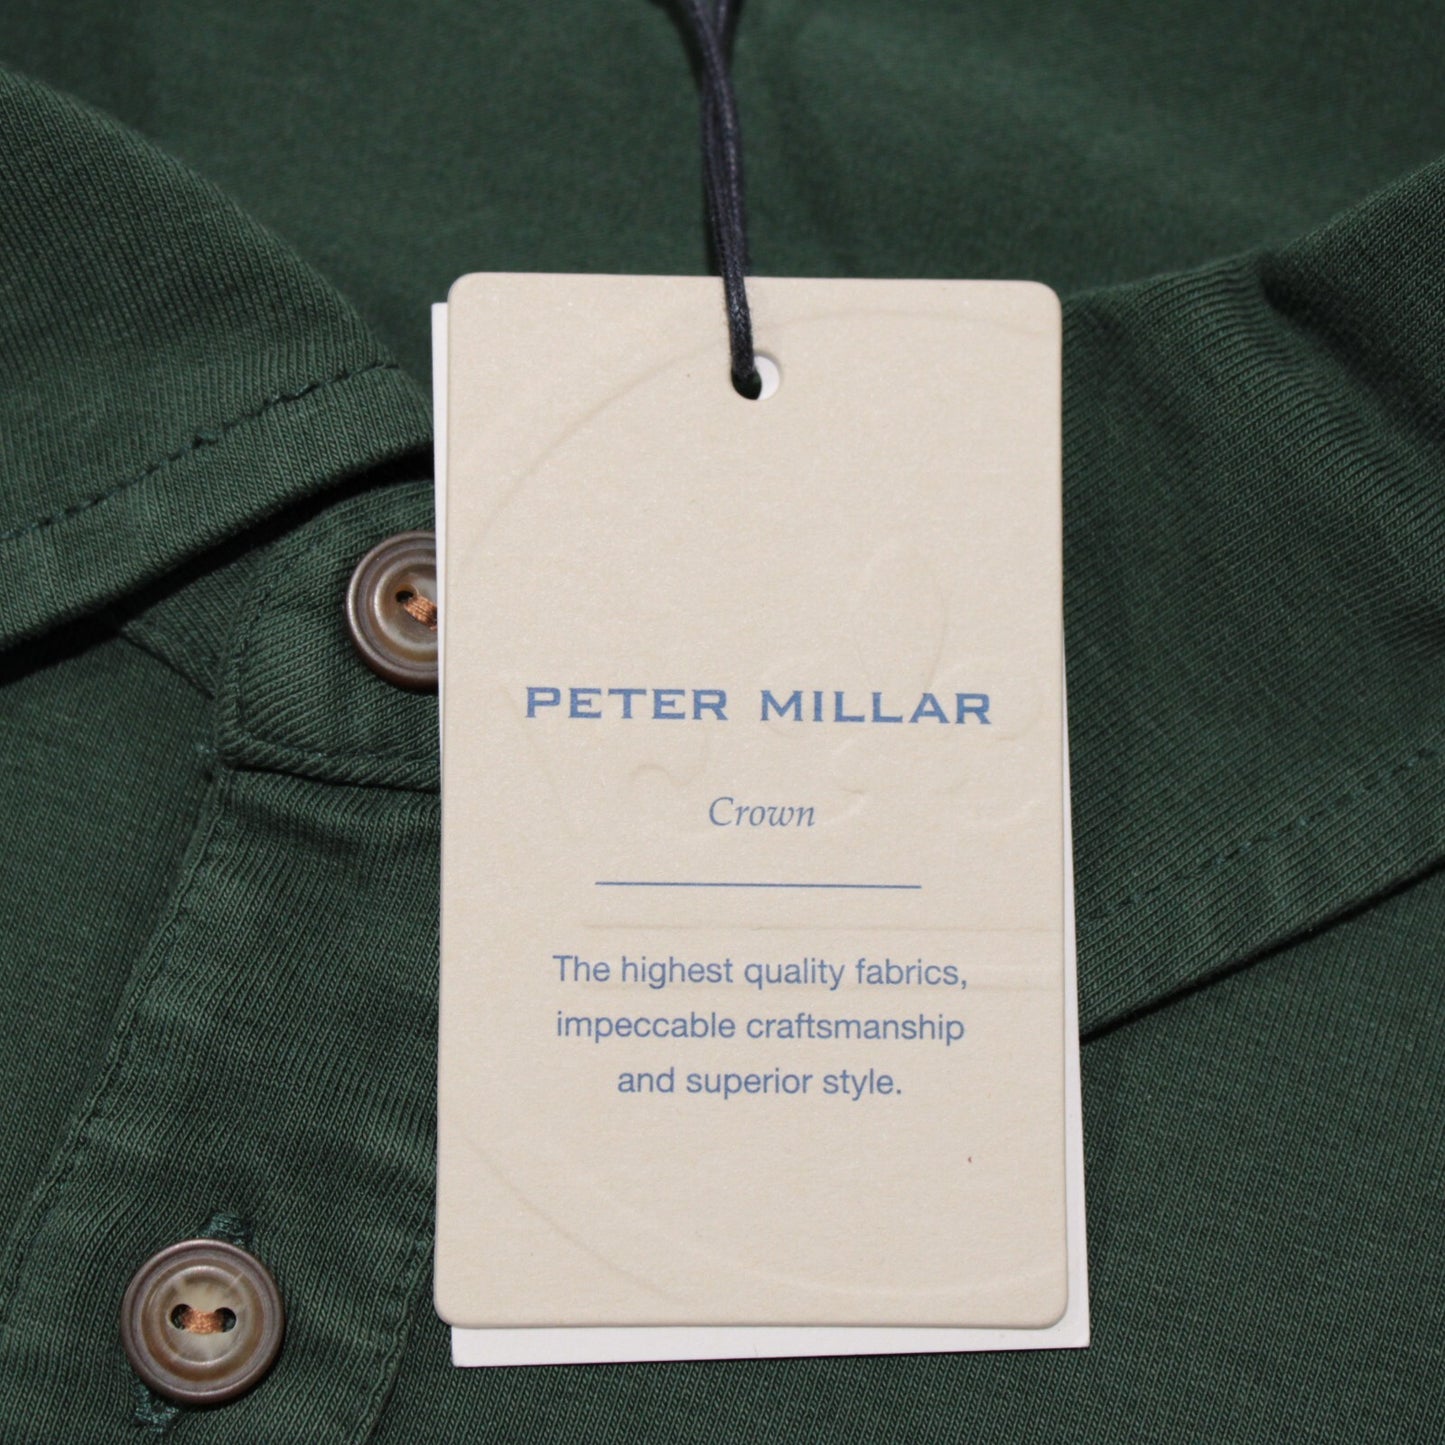 PETER MILLAR
Crown
The highest quality fabrics,
impeccable craftsmanship
and superior style.